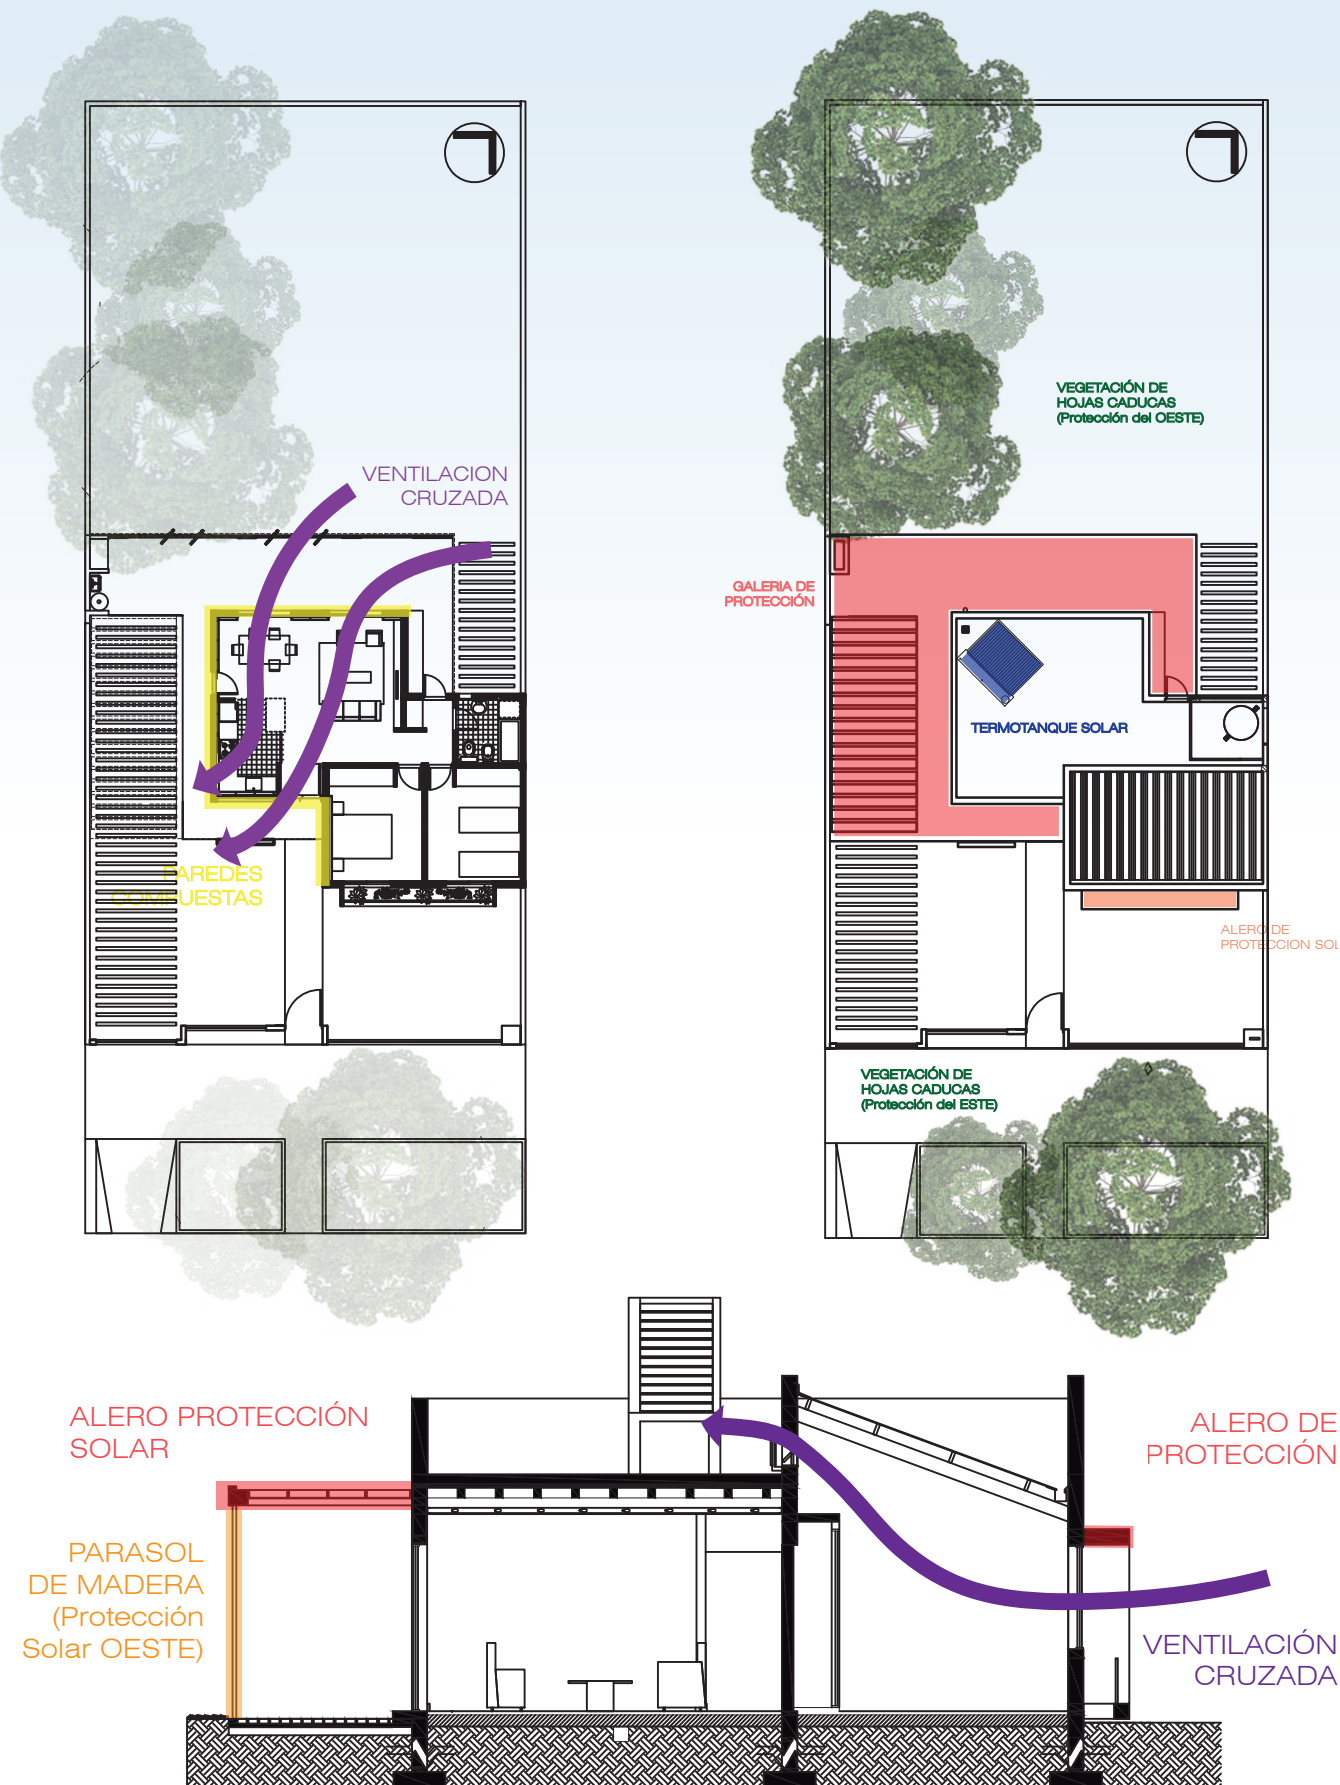 VENTILACION
CRUZADA
PAREDES
COMPUESTAS
VEGETACIÓN DE
HOJAS CADUCAS
(Protección del OESTE)
GALERIA DE
PROTECCIÓN
TERMOTANQUE SOLAR
ALERO DE
PROTECCION SOL
VEGETACIÓN DE
HOJAS CADUCAS
(Protección del ESTE)
ALERO PROTECCIÓN
SOLAR
PARASOL
DE MADERA
(Protección
Solar OESTE)
ALERO DE
PROTECCIÓN
VENTILACIÓN
CRUZADA